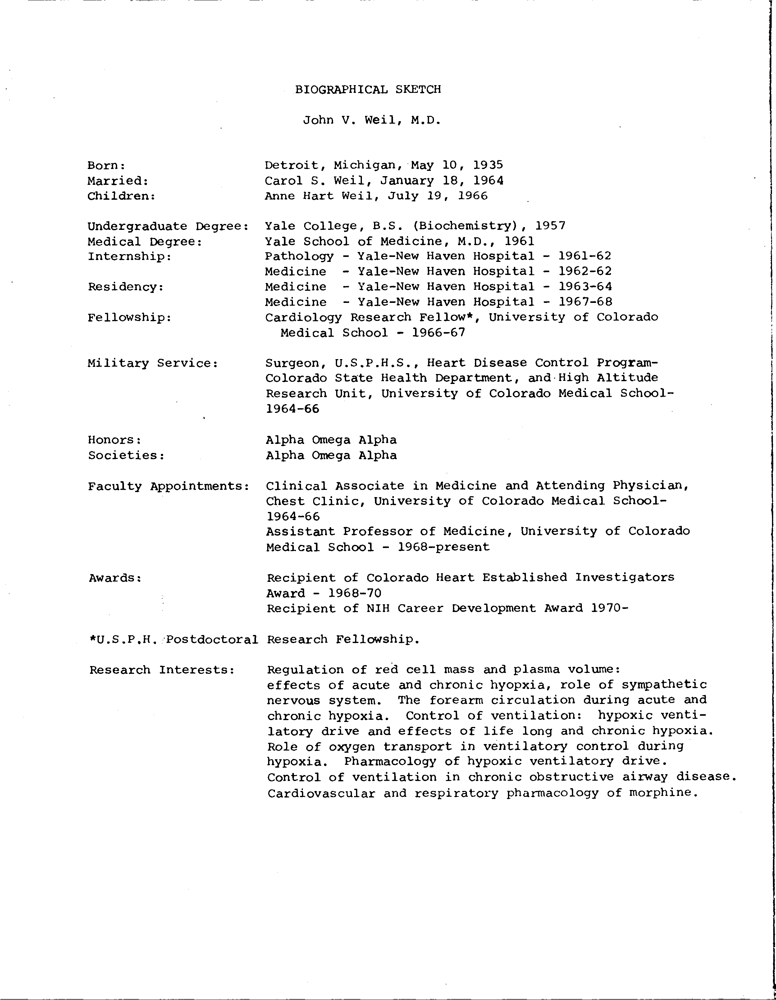 BIOGRAPHICAL SKETCH
John V. Weil, M.D.
Born: Detroit, Michigan, May 10, 1935
Married: Carol S. Weil, January 18, 1964
Children: Anne Hart Weil, July 19, 1966
Undergraduate Degree: Yale College, B.S. (Biochemistry), 1957
Medical Degree: Yale School of Medicine, M.D., 1961
Internship: Pathology - Yale-New Haven Hospital - 1961-62
Medicine - Yale-New Haven Hospital - 1962-62
Residency: Medicine - Yale-New Haven Hospital - 1963-64
Medicine - Yale-New Haven Hospital - 1967-68
Fellowship: Cardiology Research Fellow*, University of Colorado
Medical School - 1966-67
Military Service: Surgeon, U.S.P.H.S., Heart Disease Control Program-
Colorado State Health Department, and High Altitude
Research Unit, University of Colorado Medical School-
1964-66
Honors: Alpha Omega Alpha
Societies: Alpha Omega Alpha
Faculty Appointments: Clinical Associate in Medicine and Attending Physician,
Chest Clinic, University of Colorado Medical School-
1964-66
Assistant Professor of Medicine, University of Colorado
Medical School - 1968-present
Awards: Recipient of Colorado Heart Established Investigators
Award - 1968-70
Recipient of NIH Career Development Award 1970-
*U.S.P.H. Postdoctoral Research Fellowship.
Research Interests: Regulation of red cell mass and plasma volume:
effects of acute and chronic hyopxia, role of sympathetic
nervous system. The forearm circulation during acute and
chronic hypoxia. Control of ventilation: hypoxic venti-
latory drive and effects of life long and chronic hypoxia.
Role of oxygen transport in ventilatory control during
hypoxia. Pharmacology of hypoxic ventilatory drive.
Control of ventilation in chronic obstructive airway disease.
Cardiovascular and respiratory pharmacology of morphine.